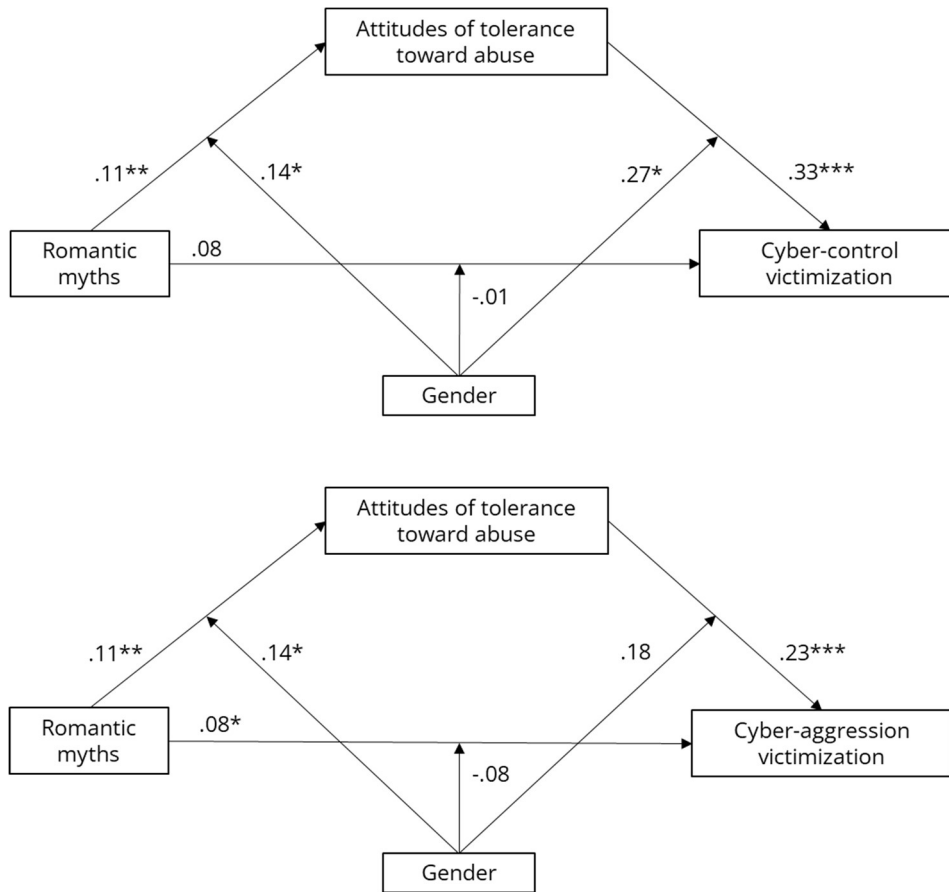 Attitudes of tolerance
toward abuse
.11**
.14*
.27*
.33***
Romantic
myths
.08
Cyber-control
victimization
-.01
Gender
Attitudes of tolerance
toward abuse
.11**
.14*
.18
.23***
Romantic
myths
.08*
Cyber-aggression
victimization
-.08
Gender